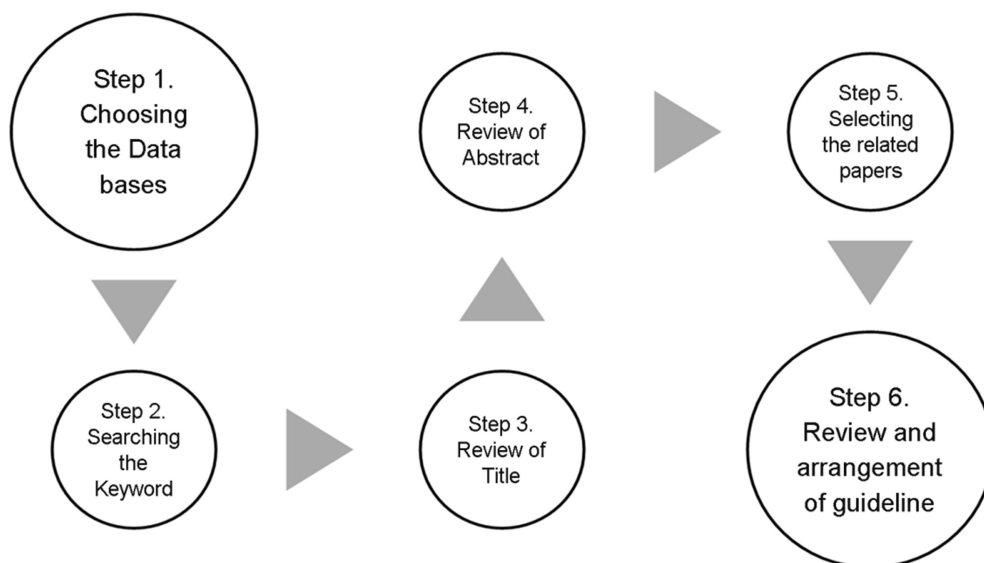 Step 1.
Choosing
the Data
bases
Step 2.
Searching
the
Keyword
Step 3.
Review of
Title
Step 4.
Review of
Abstract
Step 5.
Selecting
the related
papers
Step 6.
Review and
arrangement
of guideline